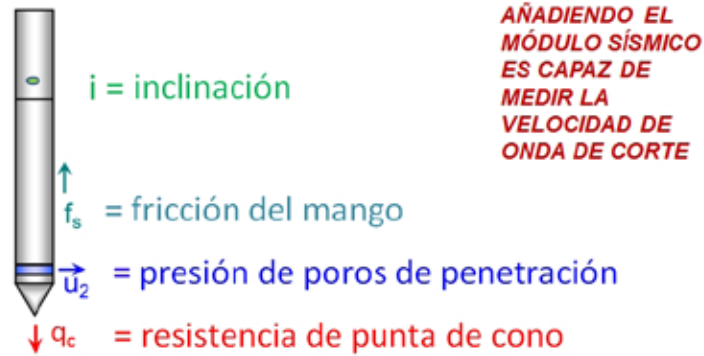 AÑADIENDO EL
MÓDULO SÍSMICO
ES CAPAZ DE
MEDIR LA
VELOCIDAD DE
ONDA DE CORTE
i = inclinación
fs = fricción del mango
u2 = presión de poros de penetración
qc = resistencia de punta de cono